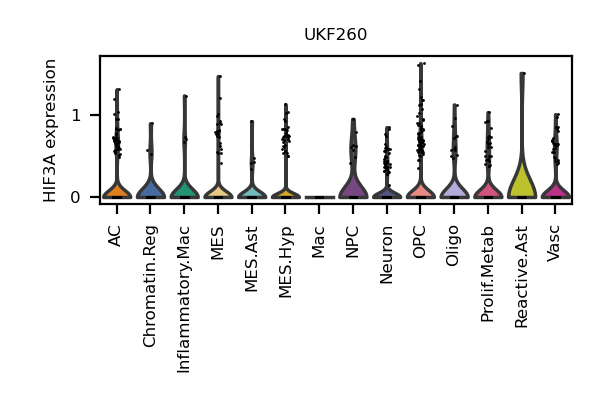 UKF260
HIF3A expression
1
0
AC
Chromatin.Reg
Inflammatory.Mac
MES
MES.Ast
MES.Hyp
Mac
NPC
Neuron
OPC
Oligo
Prolif.Metab
Reactive.Ast
Vasc